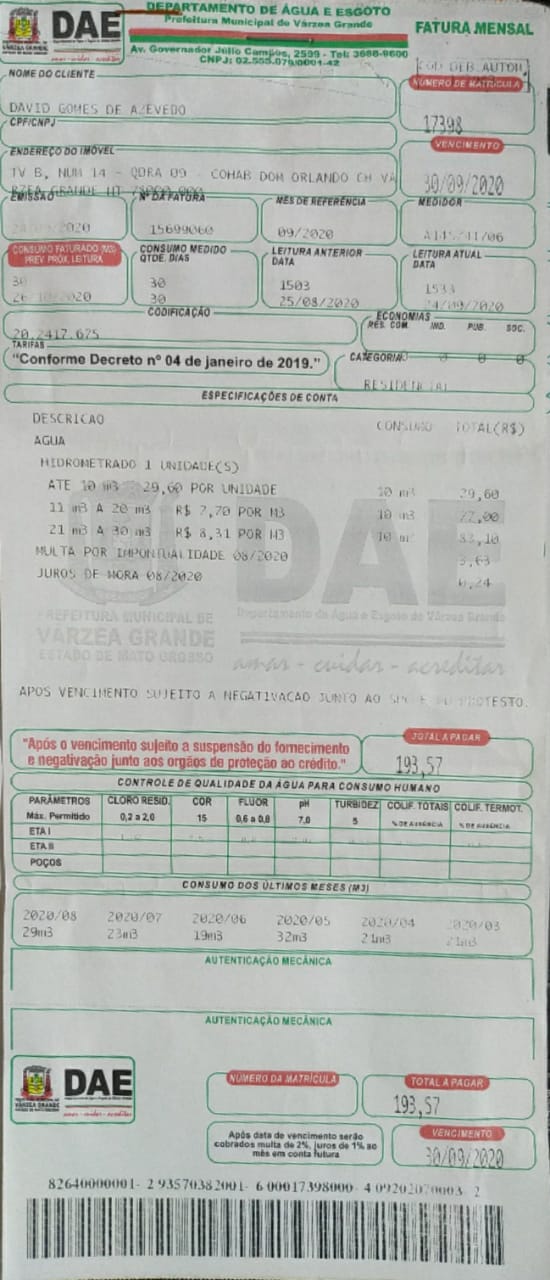 DEPARTAMENTO DE ÁGUA E ESGOTO
Prefeitura Municipal de Várzea Grande
Av. Governador Júlio Campos, 2599 - Tel: 3688-9600
CNPJ: 02.555.079/0001-42
DAE
VÁRZEA GRANDE
amar - cuidar - acreditar
FATURA MENSAL
COD DEB.AUTOM
NOME DO CLIENTE
DAVID GOMES DE AZEVEDO
NÚMERO DE MATRÍCULA
17398
CPF/CNPJ
ENDEREÇO DO IMÓVEL
TV B, NUM 14 - QDRA 09 - COHAB DOM ORLANDO CH VA
RZEA GRANDE MT 78000.000
VENCIMENTO
30/09/2020
EMISSÃO
/2020
Nº DA FATURA
15699060
MÊS DE REFERÊNCIA
09/2020
MEDIDOR
CONSUMO FATURADO (M3)
PREV. PRÓX. LEITURA
30
26/10/2020
CONSUMO MEDIDO
QTDE. DIAS
30
30
LEITURA ANTERIOR
DATA
1503
25/08/2020
LEITURA ATUAL
DATA
1533
24/09/2020
CODIFICAÇÃO
20.2417.675
ECONOMIAS
RES. COM. IND. PUB. SOC.
0 0 0
TARIFAS
"Conforme Decreto nº 04 de janeiro de 2019."
CATEGORIA
RESIDENCIAL
ESPECIFICAÇÕES DE CONTA
DESCRICAO CONSUMO TOTAL(R$)
AGUA
HIDROMETRADO 1 UNIDADE(S)
ATE 10 m3 29,60 POR UNIDADE 10 m3 29,60
11 m3 A 20 m3 R$ 7,70 POR M3 10 m3 77,00
21 m3 A 30 m3 R$ 8,31 POR M3 10 m3 83,10
MULTA POR IMPONTUALIDADE 08/2020 3,63
JUROS DE MORA 08/2020 0,24
DAE
Departamento de Água e Esgoto de Várzea Grande
PREFEITURA MUNICIPAL DE
VÁRZEA GRANDE
ESTADO DE MATO GROSSO
amar - cuidar - acreditar
APOS VENCIMENTO SUJEITO A NEGATIVACAO JUNTO AO SPC E AO PROTESTO.
"Após o vencimento sujeito a suspensão do fornecimento
e negativação junto aos orgãos de proteção ao crédito."
TOTAL A PAGAR
193,57
CONTROLE DE QUALIDADE DA ÁGUA PARA CONSUMO HUMANO
PARÂMETROS CLORO RESID. COR FLUOR pH TURBIDEZ COLIF. TOTAIS COLIF. TERMOT.
Máx. Permitido 0,2 a 2,0 15 0,6 a 0,8 7,0 5 % DE AUSÊNCIA % DE AUSÊNCIA
ETA I
ETA II
POÇOS
CONSUMO DOS ÚLTIMOS MESES (M3)
2020/08 2020/07 2020/06 2020/05 2020/04 2020/03
29m3 23m3 19m3 32m3 21m3 21m3
AUTENTICAÇÃO MECÂNICA
AUTENTICAÇÃO MECÂNICA
VÁRZEA GRANDE
DAE
amar - cuidar - acreditar
NÚMERO DA MATRÍCULA
TOTAL A PAGAR
193,57
Após data de vencimento serão
cobrados multa de 2%, juros de 1% ao
mês em conta futura
VENCIMENTO
30/09/2020
82640000001- 2 93570382001- 6 00017398000- 4 09202070003- 2